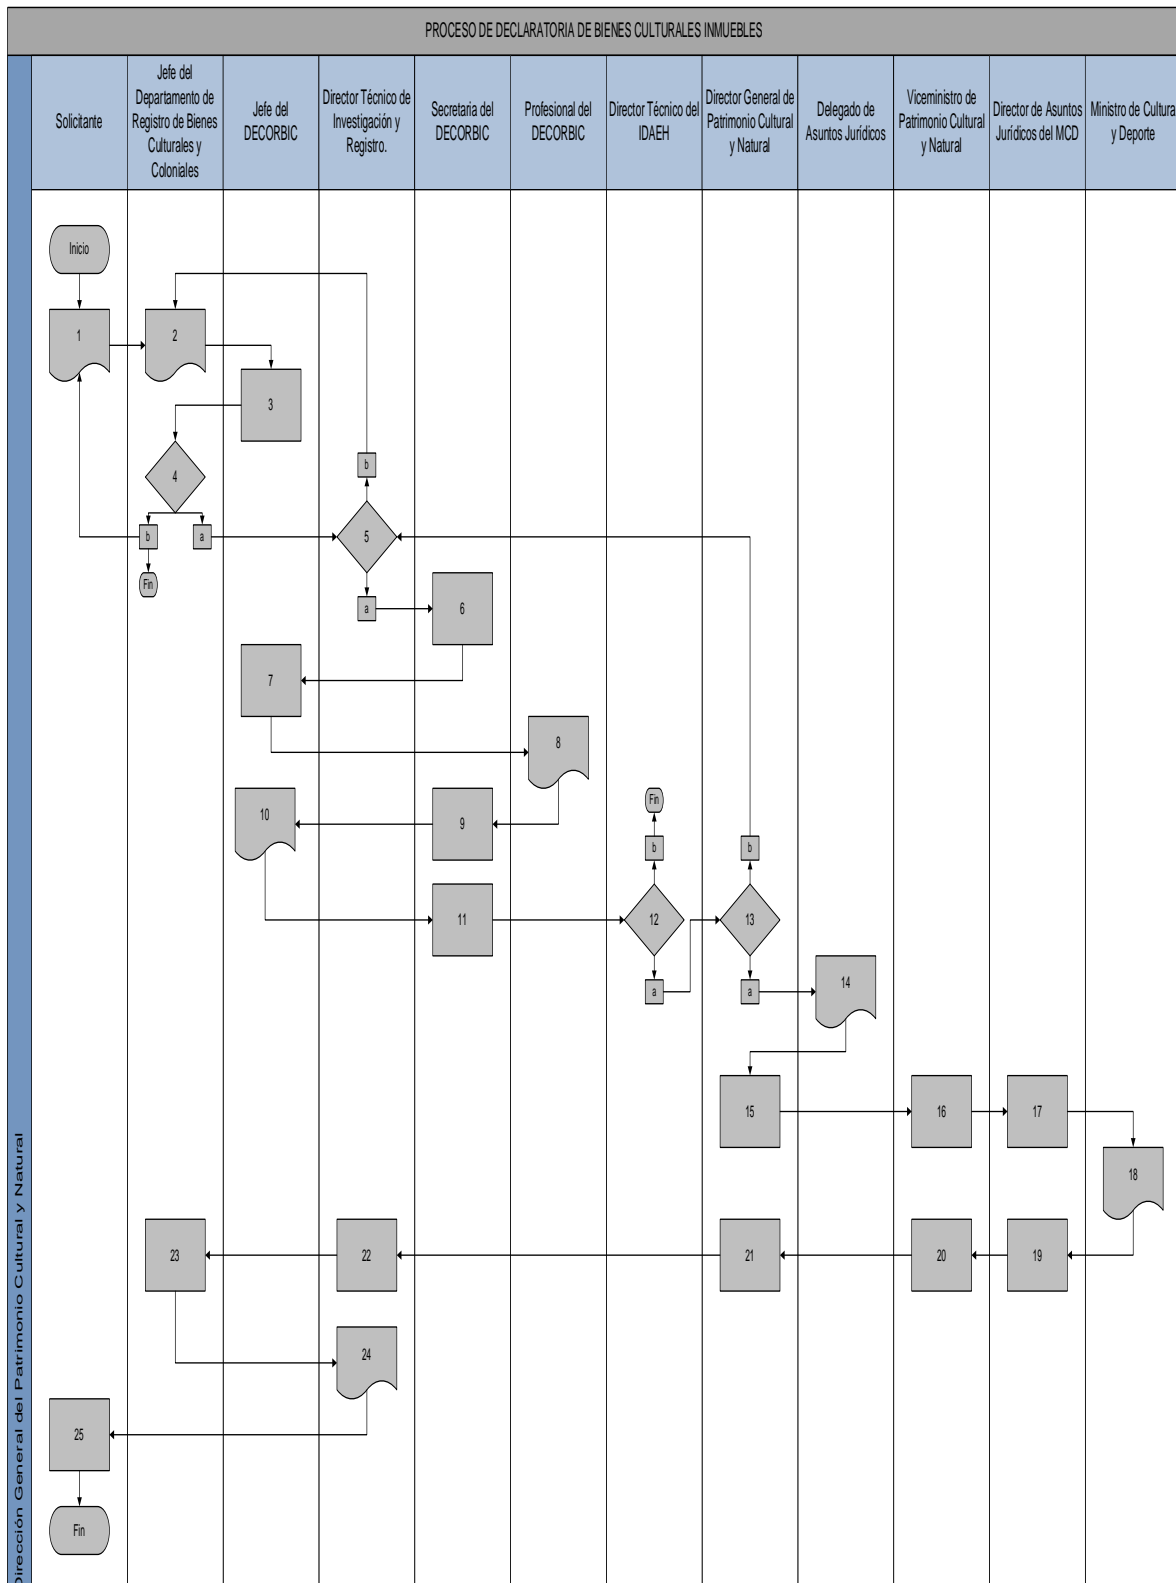 PROCESO DE DECLARATORIA DE BIENES CULTURALES INMUEBLES
Dirección General del Patrimonio Cultural y Natural
Solicitante
Jefe del
Departamento de
Registro de Bienes
Culturales y
Coloniales
Jefe del
DECORBIC
Director Técnico de
Investigación y
Registro.
Secretaria del
DECORBIC
Profesional del
DECORBIC
Director Técnico del
IDAEH
Director General de
Patrimonio Cultural
y Natural
Delegado de
Asuntos Jurídicos
Viceministro de
Patrimonio Cultural
y Natural
Director de Asuntos
Jurídicos del MCD
Ministro de Cultura
y Deporte
Inicio
1
2
3
4
b
b
a
5
Fin
a
6
7
8
Fin
10
9
b
b
11
12
13
a
a
14
15
16
17
18
23
22
21
20
19
24
25
Fin